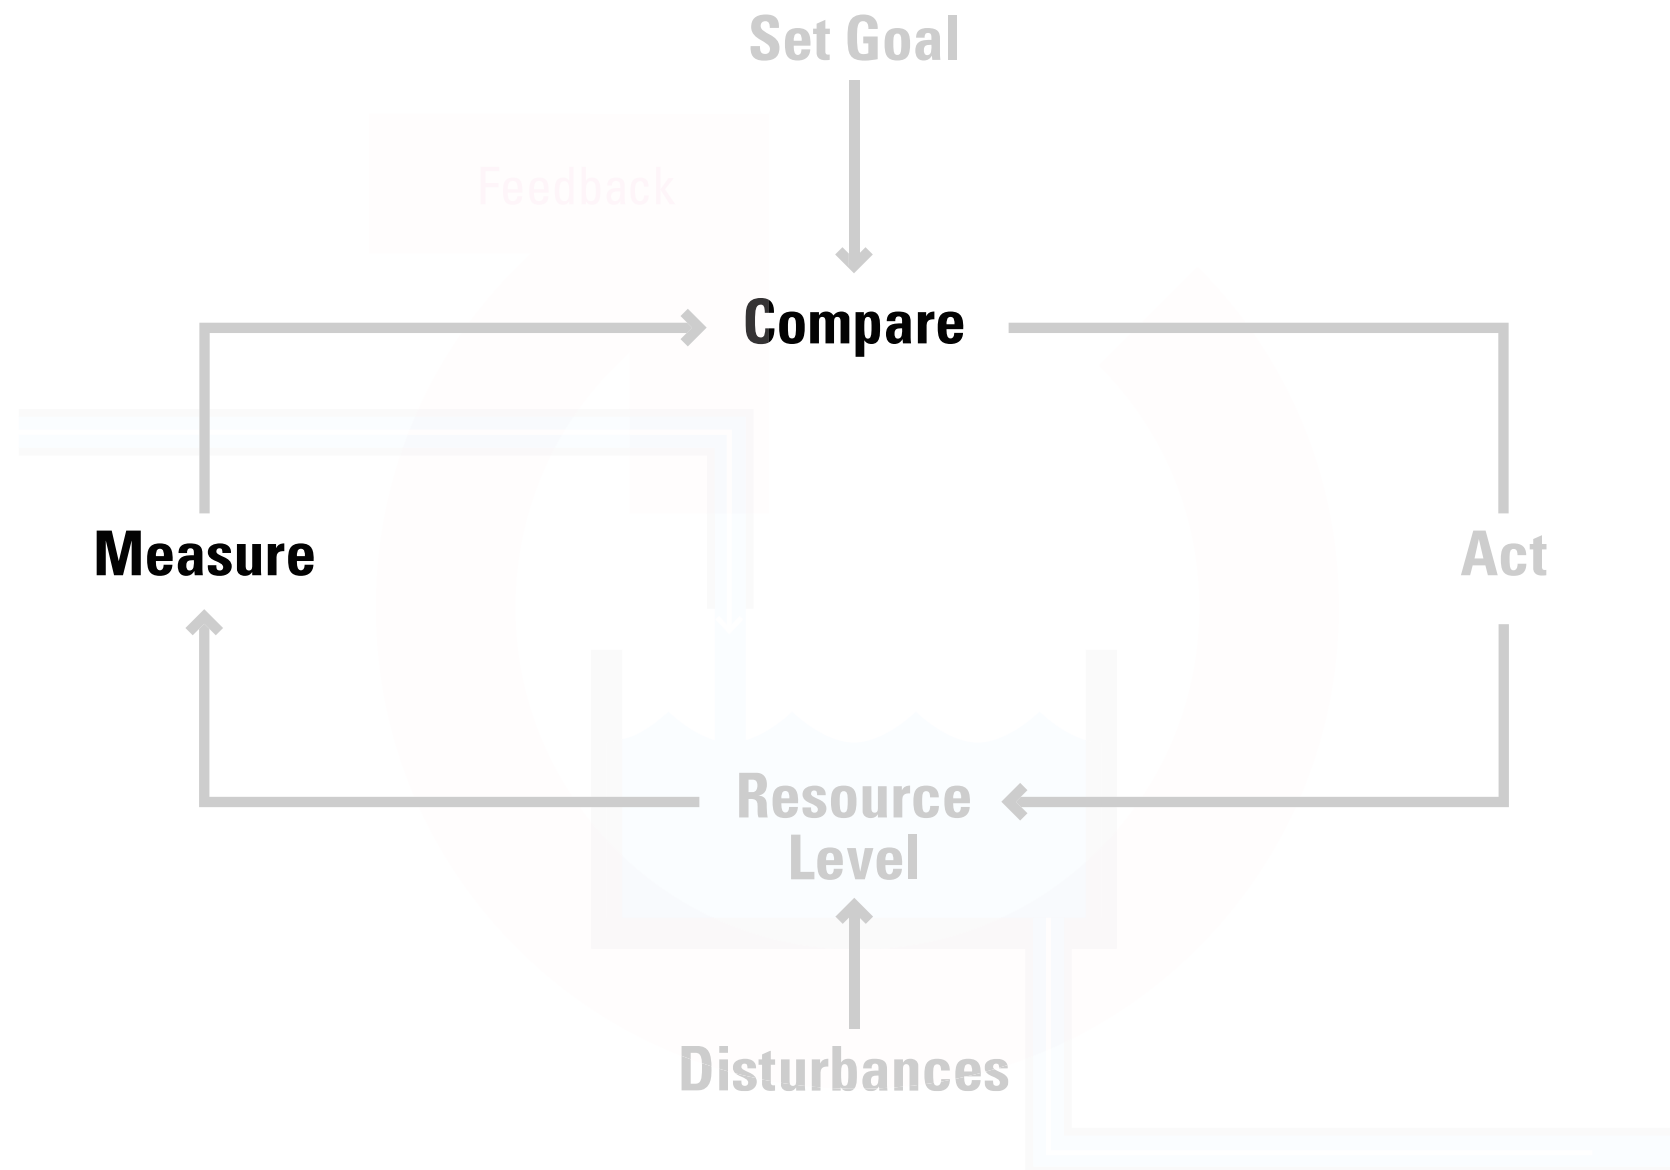 Set Goal
Feedback
Compare
Measure
Act
Resource
Level
Disturbances